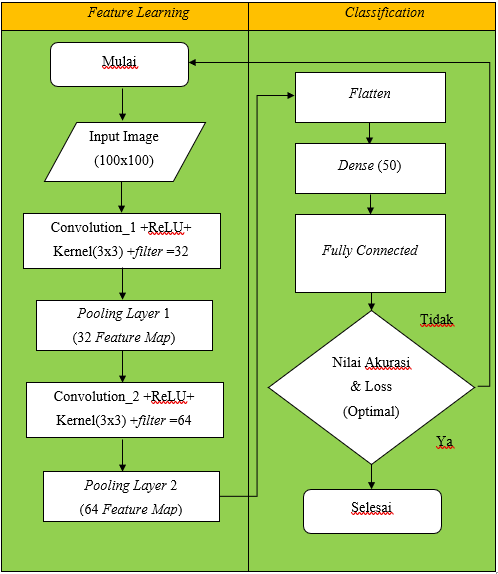 Feature Learning
Classification
Mulai
Input Image
(100x100)
Convolution_1 +ReLU+
Kernel(3x3) +filter =32
Pooling Layer 1
(32 Feature Map)
Convolution_2 +ReLU+
Kernel(3x3) +filter =64
Pooling Layer 2
(64 Feature Map)
Flatten
Dense (50)
Fully Connected
Tidak
Nilai Akurasi
& Loss
(Optimal)
Ya
Selesai